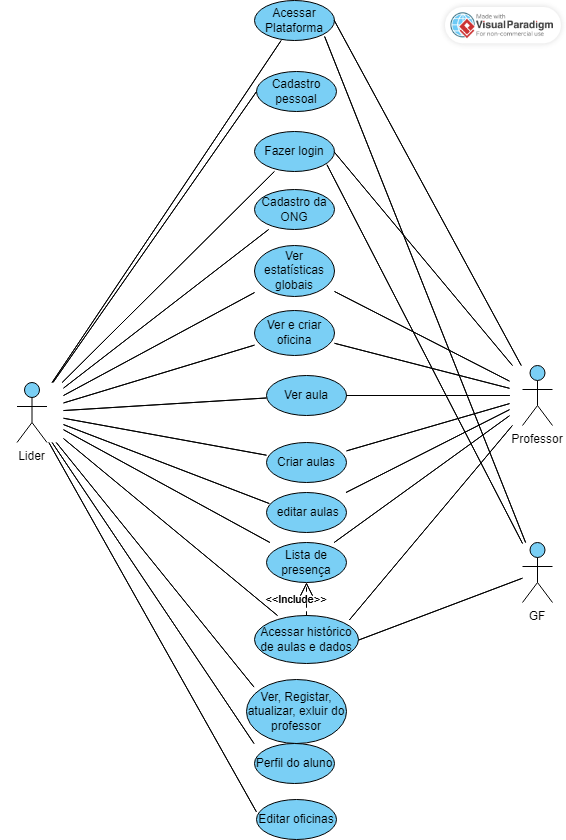 Acessar
Plataforma
Made with
VisualParadigm
For non-commercial use
Cadastro
pessoal
Fazer login
Cadastro da
ONG
Ver
estatísticas
globais
Ver e criar
oficina
Ver aula
Professor
Lider
Criar aulas
editar aulas
Lista de
presença
<<Include>>
GF
Acessar histórico
de aulas e dados
Ver, Registar,
atualizar, exluir do
professor
Perfil do aluno
Editar oficinas